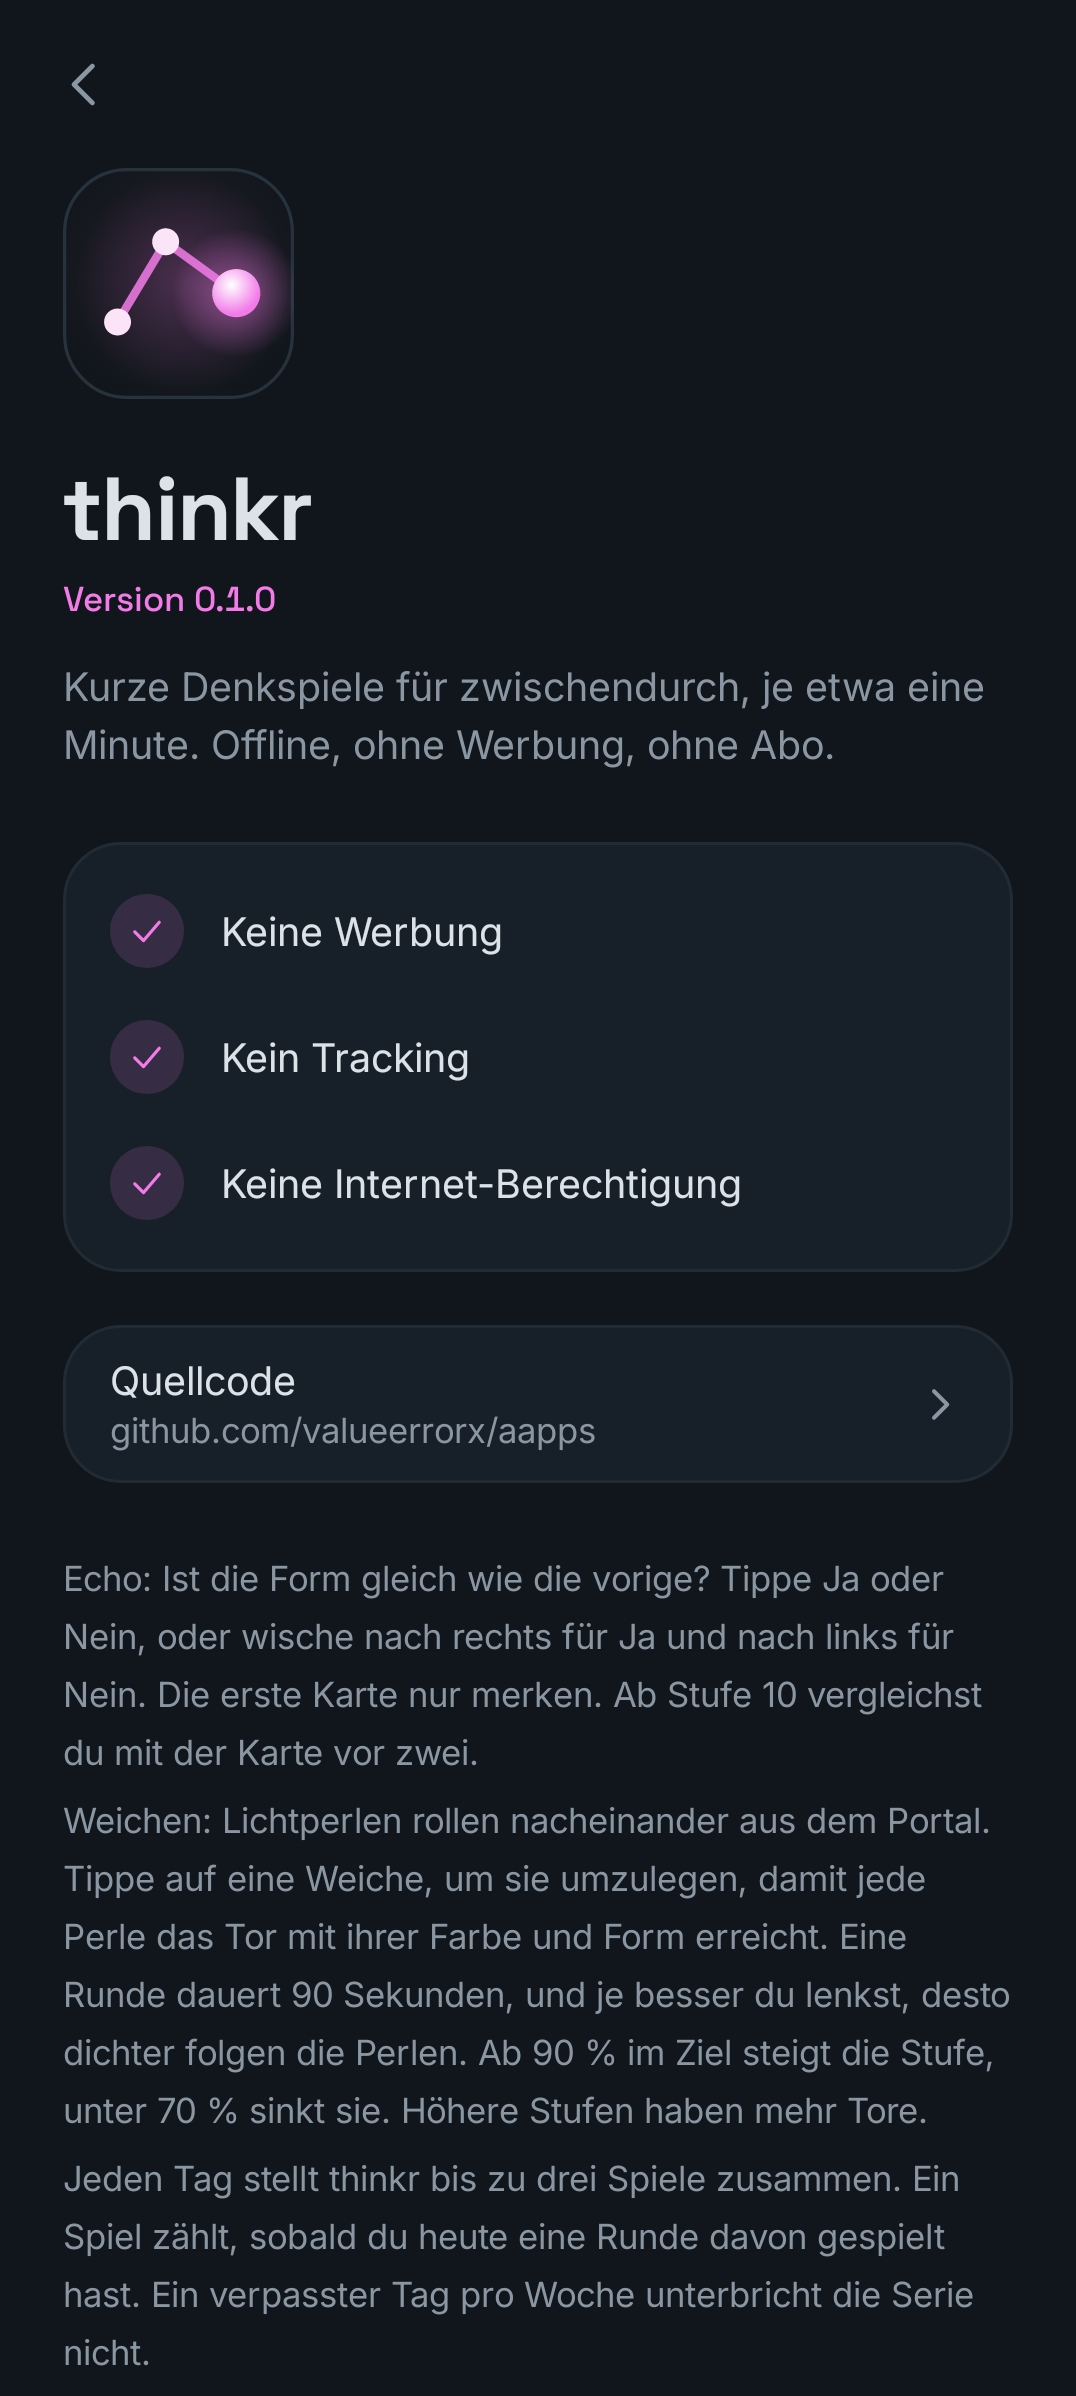 thinkr
Version 0.1.0
Kurze Denkspiele für zwischendurch, je etwa eine
Minute. Offline, ohne Werbung, ohne Abo.
Keine Werbung
Kein Tracking
Keine Internet-Berechtigung
Quellcode
github.com/valueerrorx/aapps
Echo: Ist die Form gleich wie die vorige? Tippe Ja oder
Nein, oder wische nach rechts für Ja und nach links für
Nein. Die erste Karte nur merken. Ab Stufe 10 vergleichst
du mit der Karte vor zwei.
Weichen: Lichtperlen rollen nacheinander aus dem Portal.
Tippe auf eine Weiche, um sie umzulegen, damit jede
Perle das Tor mit ihrer Farbe und Form erreicht. Eine
Runde dauert 90 Sekunden, und je besser du lenkst, desto
dichter folgen die Perlen. Ab 90 % im Ziel steigt die Stufe,
unter 70 % sinkt sie. Höhere Stufen haben mehr Tore.
Jeden Tag stellt thinkr bis zu drei Spiele zusammen. Ein
Spiel zählt, sobald du heute eine Runde davon gespielt
hast. Ein verpasster Tag pro Woche unterbricht die Serie
nicht.